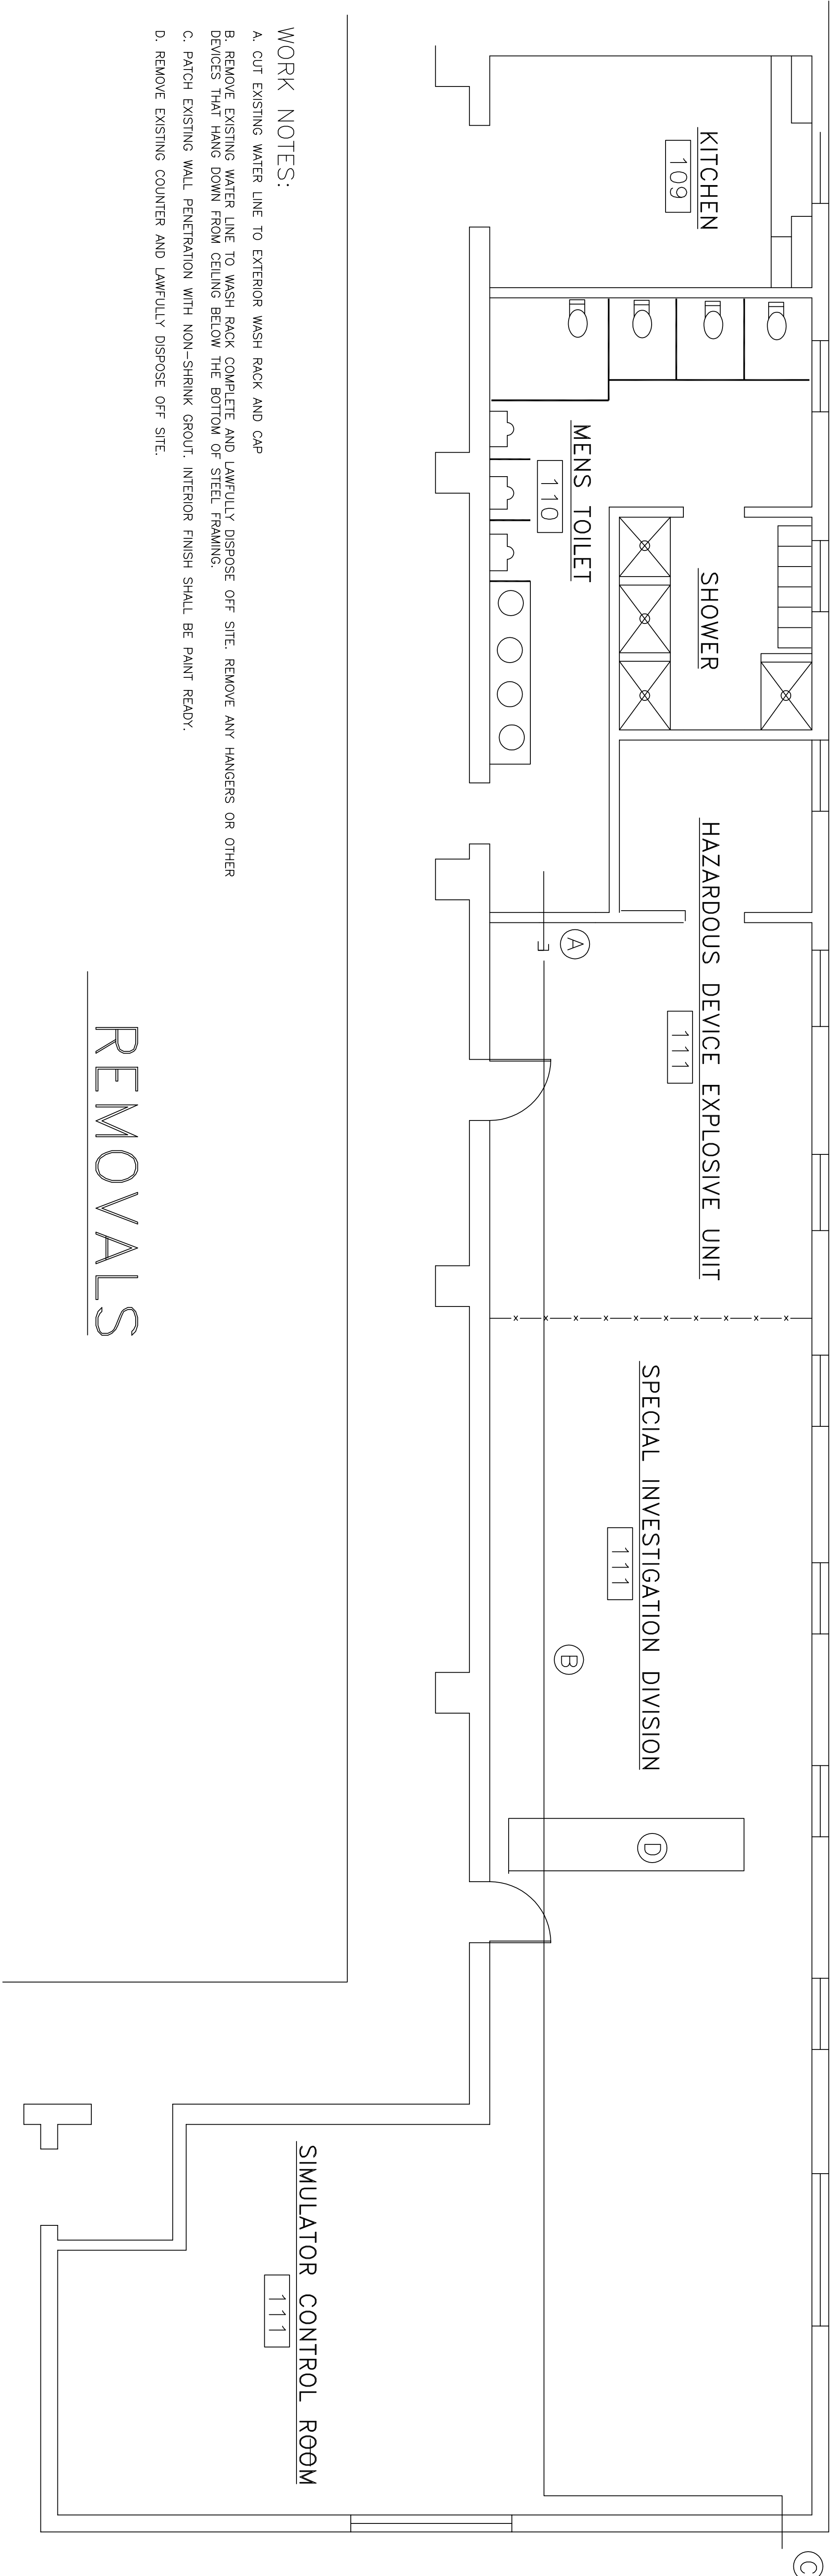 KITCHEN
109
MENS TOILET
110
SHOWER
HAZARDOUS DEVICE EXPLOSIVE UNIT
111
SPECIAL INVESTIGATION DIVISION
111
SIMULATOR CONTROL ROOM
111
A
B
C
D
x x x x x x x x x x
WORK NOTES:
A. CUT EXISTING WATER LINE TO EXTERIOR WASH RACK AND CAP
B. REMOVE EXISTING WATER LINE TO WASH RACK COMPLETE AND LAWFULLY DISPOSE OFF SITE. REMOVE ANY HANGERS OR OTHER
DEVICES THAT HANG DOWN FROM CEILING BELOW THE BOTTOM OF STEEL FRAMING.
C. PATCH EXISTING WALL PENETRATION WITH NON-SHRINK GROUT. INTERIOR FINISH SHALL BE PAINT READY.
D. REMOVE EXISTING COUNTER AND LAWFULLY DISPOSE OFF SITE.
REMOVALS